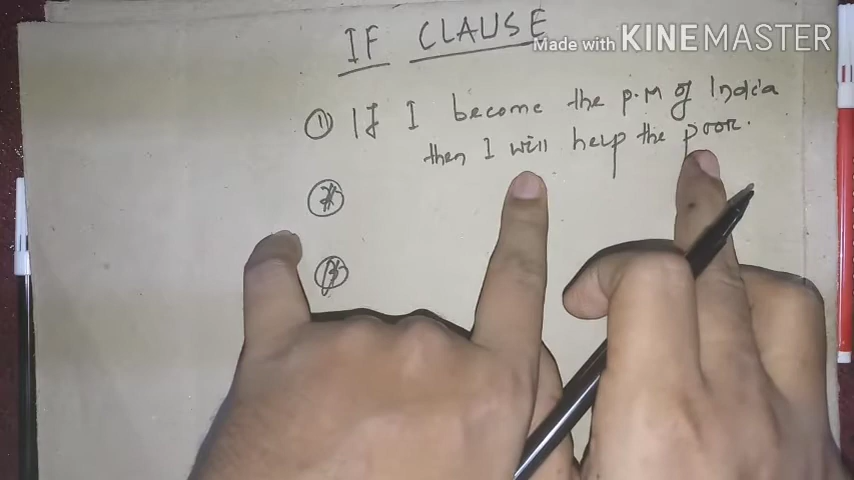 IF CLAUSE
Made with KINEMASTER
① If I become the P.M of India
then I will help the poor.